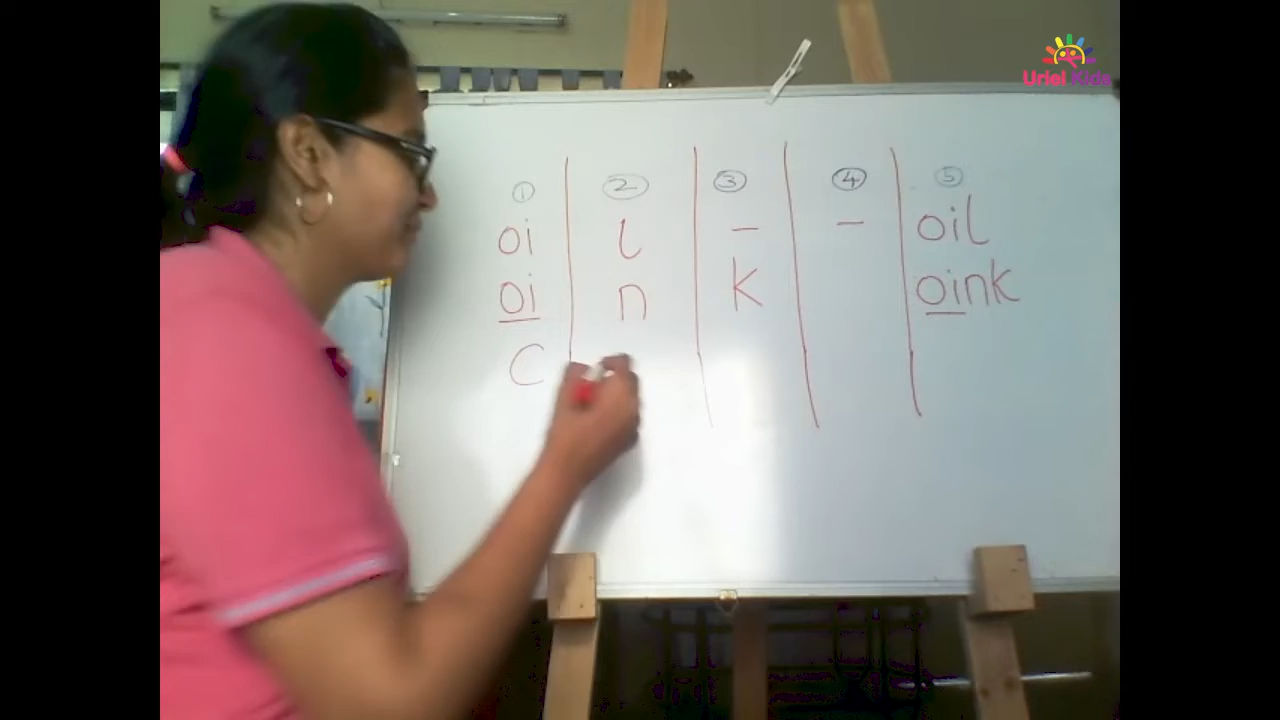 Uriel Kids
① ② ③ ④ ⑤
oi l - - oil
oi n k oink
C